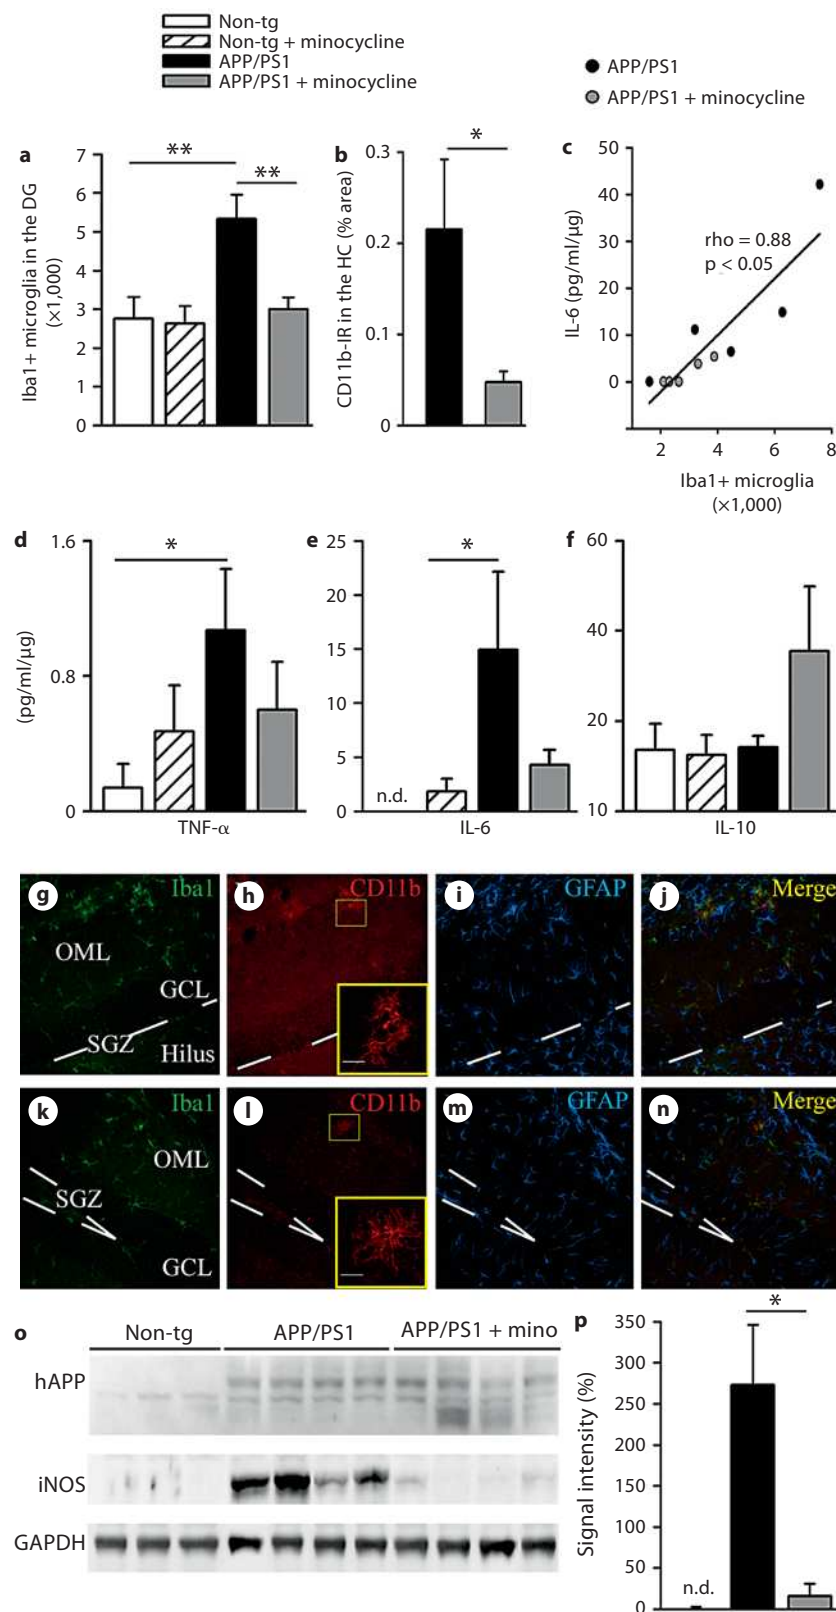 Non-tg
Non-tg + minocycline
APP/PS1
APP/PS1 + minocycline
APP/PS1
APP/PS1 + minocycline
a
Iba1+ microglia in the DG
(×1,000)
7
6
5
4
3
2
1
0
**
**
b
CD11b-IR in the HC (% area)
0.3
0.2
0.1
0
*
c
IL-6 (pg/ml/µg)
50
40
30
20
10
0
rho = 0.88
p < 0.05
2 4 6 8
Iba1+ microglia
(×1,000)
d
(pg/ml/µg)
1.6
0.8
0
*
TNF-α
e
25
20
15
10
5
0
*
n.d.
IL-6
f
60
40
20
10
IL-10
g Iba1
OML
GCL
SGZ
Hilus
h CD11b
i GFAP
j Merge
k Iba1
OML
SGZ
GCL
l CD11b
m GFAP
n Merge
o
Non-tg APP/PS1 APP/PS1 + mino
hAPP
iNOS
GAPDH
p
Signal intensity (%)
350
300
250
200
150
100
50
0
*
n.d.